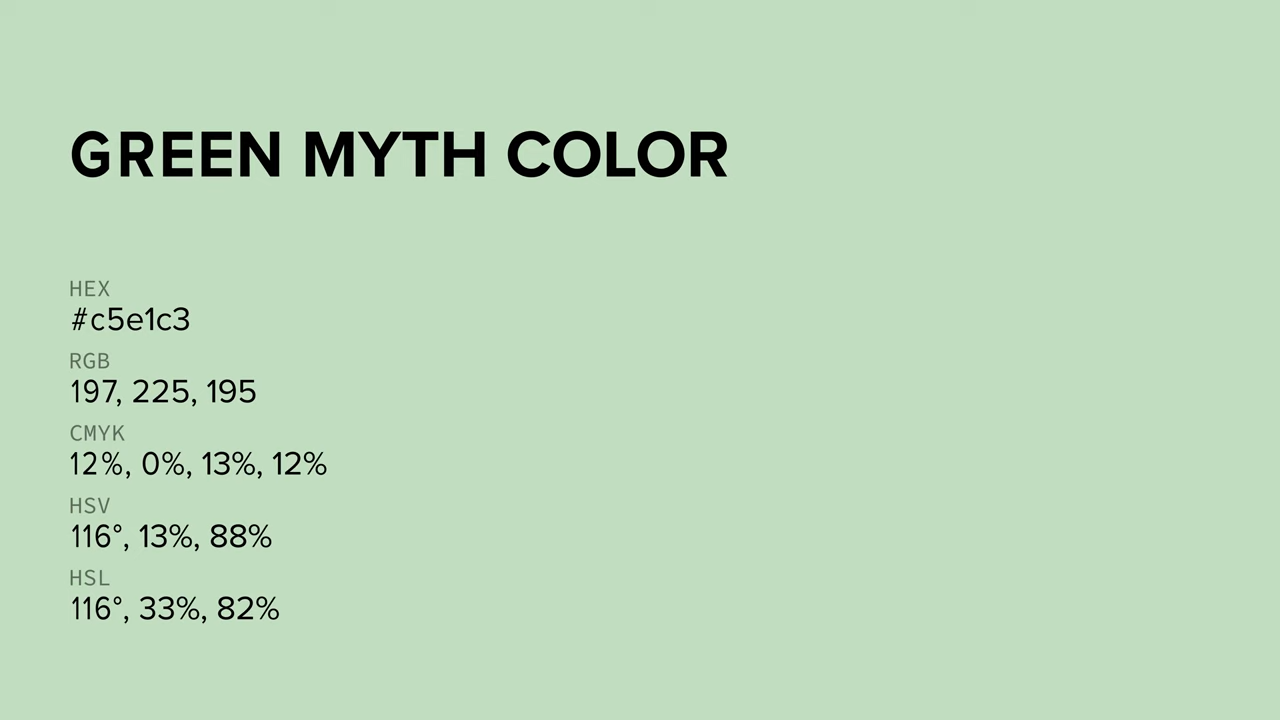 GREEN MYTH COLOR
HEX
#c5e1c3
RGB
197, 225, 195
CMYK
12%, 0%, 13%, 12%
HSV
116°, 13%, 88%
HSL
116°, 33%, 82%